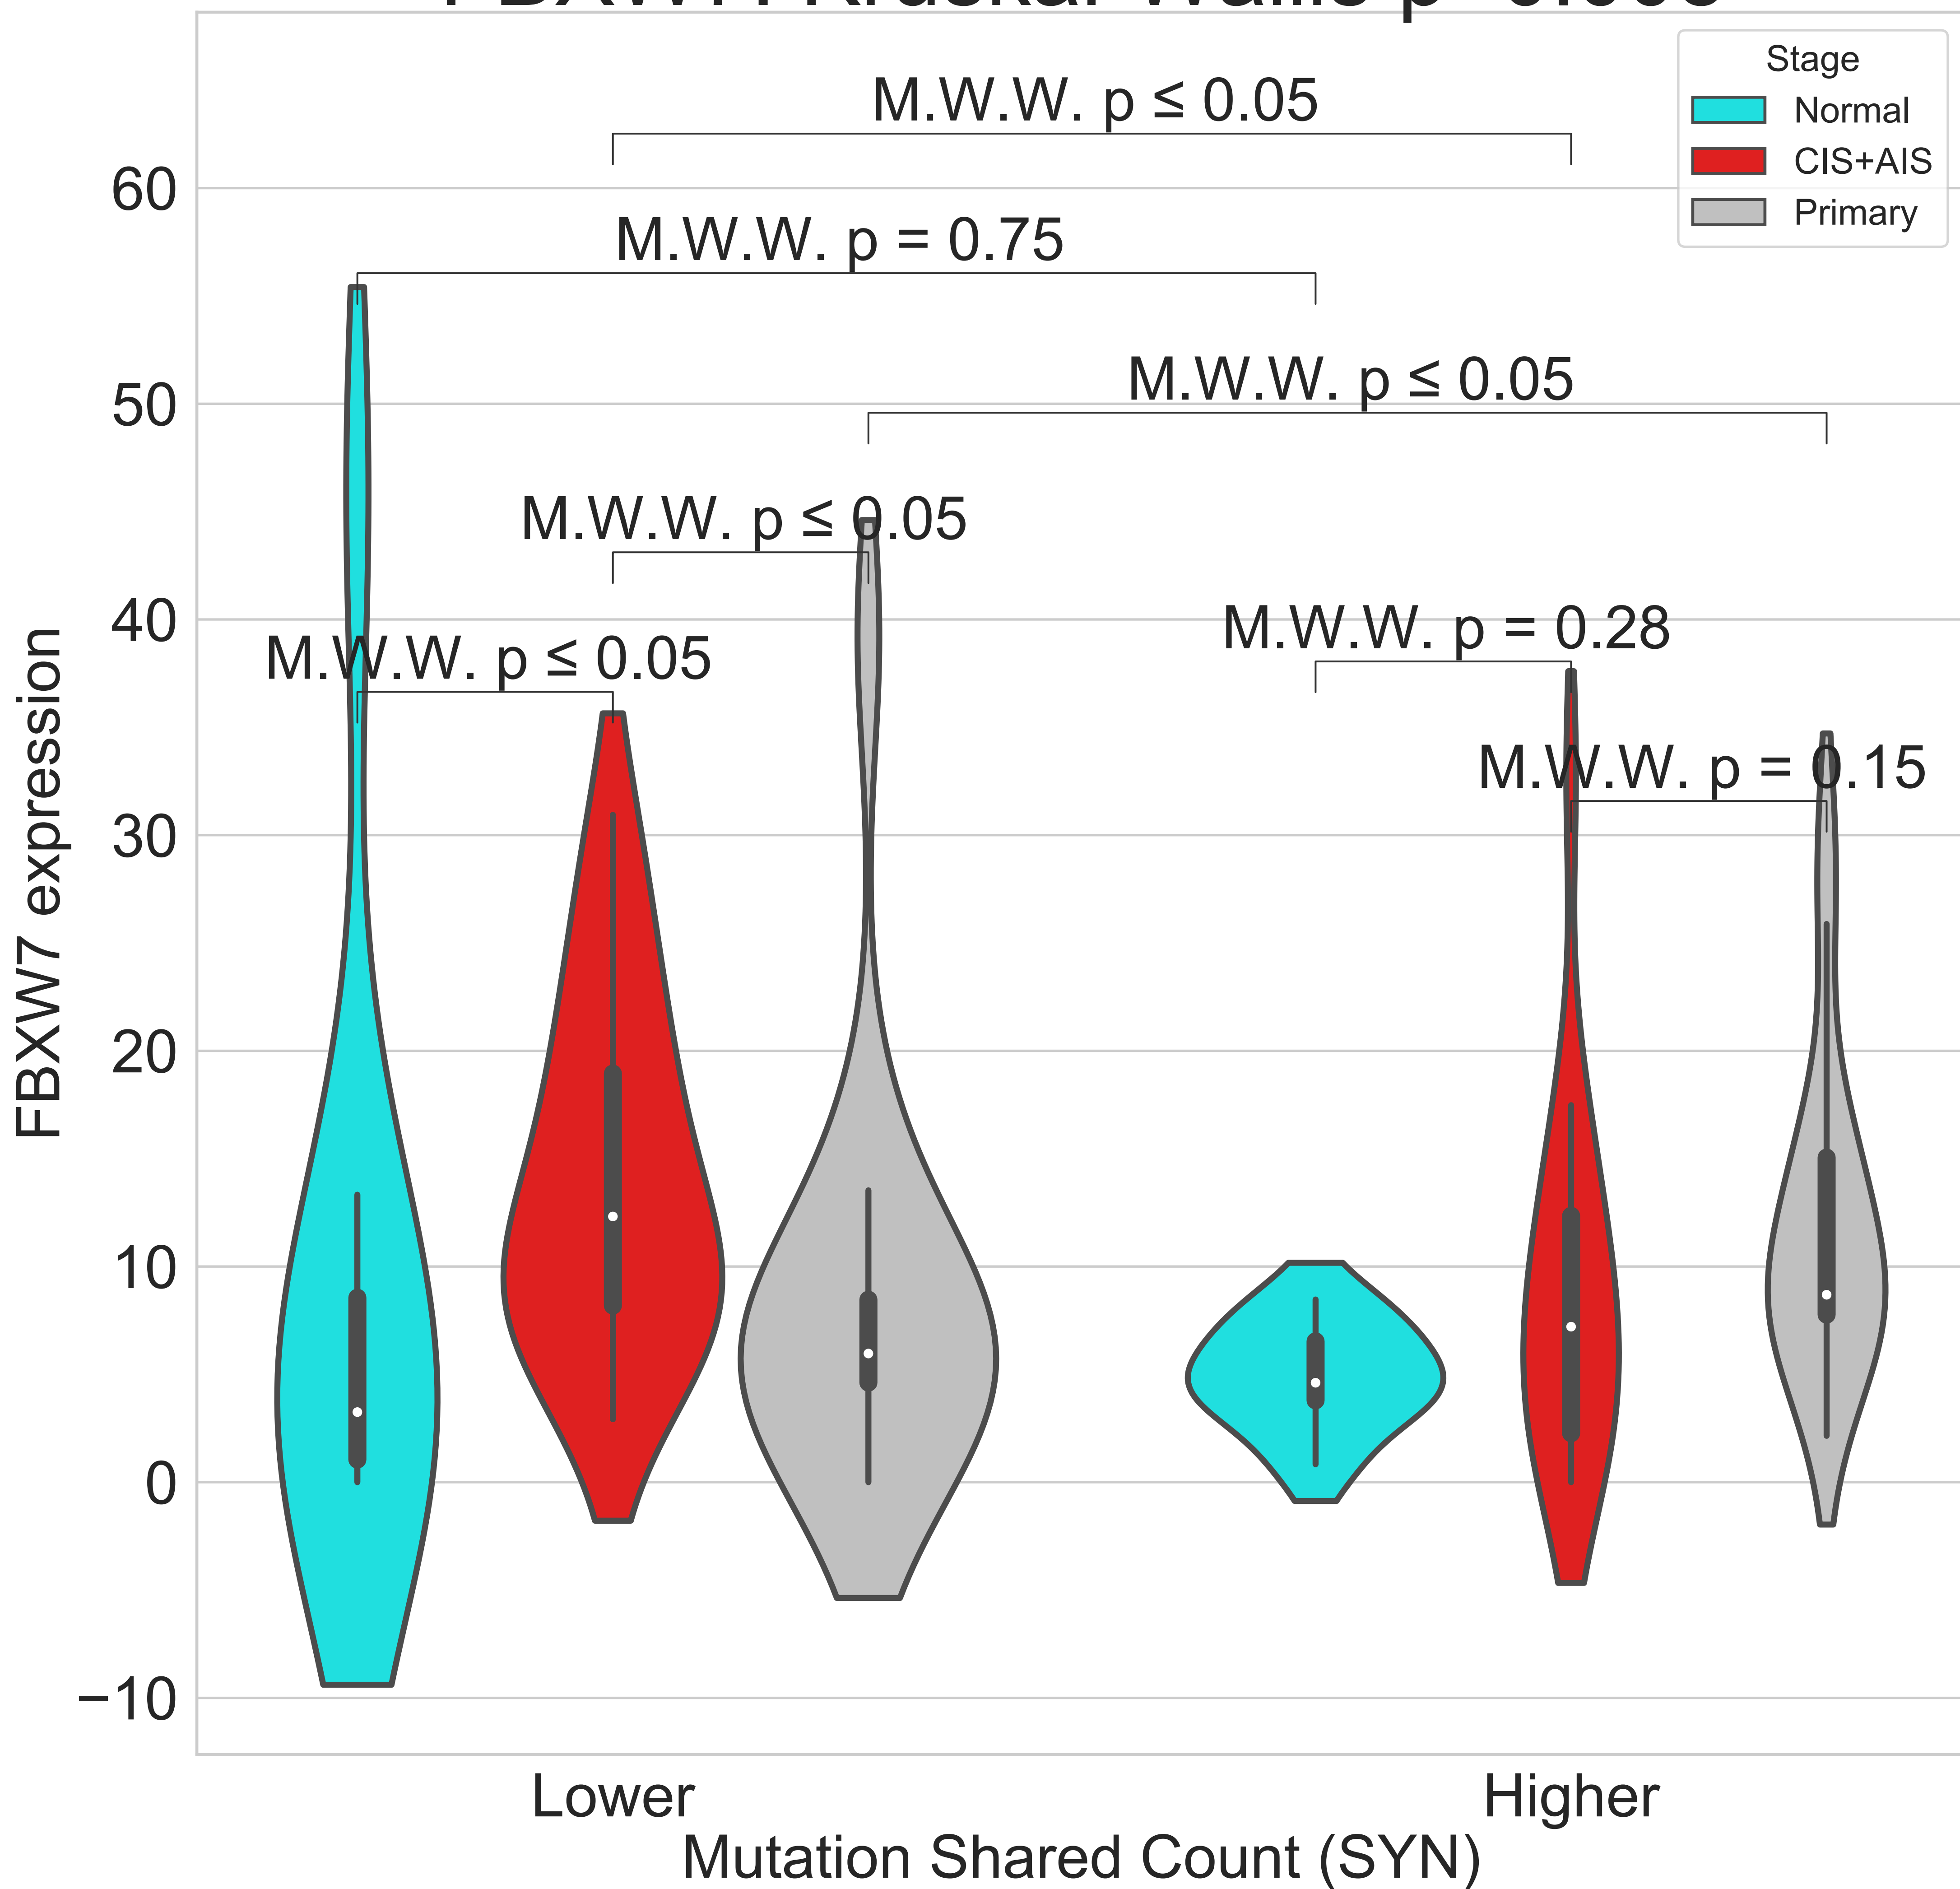 Stage
Normal
CIS+AIS
Primary
M.W.W. p ≤ 0.05
M.W.W. p = 0.75
M.W.W. p ≤ 0.05
M.W.W. p ≤ 0.05
M.W.W. p = 0.28
M.W.W. p ≤ 0.05
M.W.W. p = 0.15
60
50
40
30
20
10
0
−10
FBXW7 expression
Lower
Higher
Mutation Shared Count (SYN)